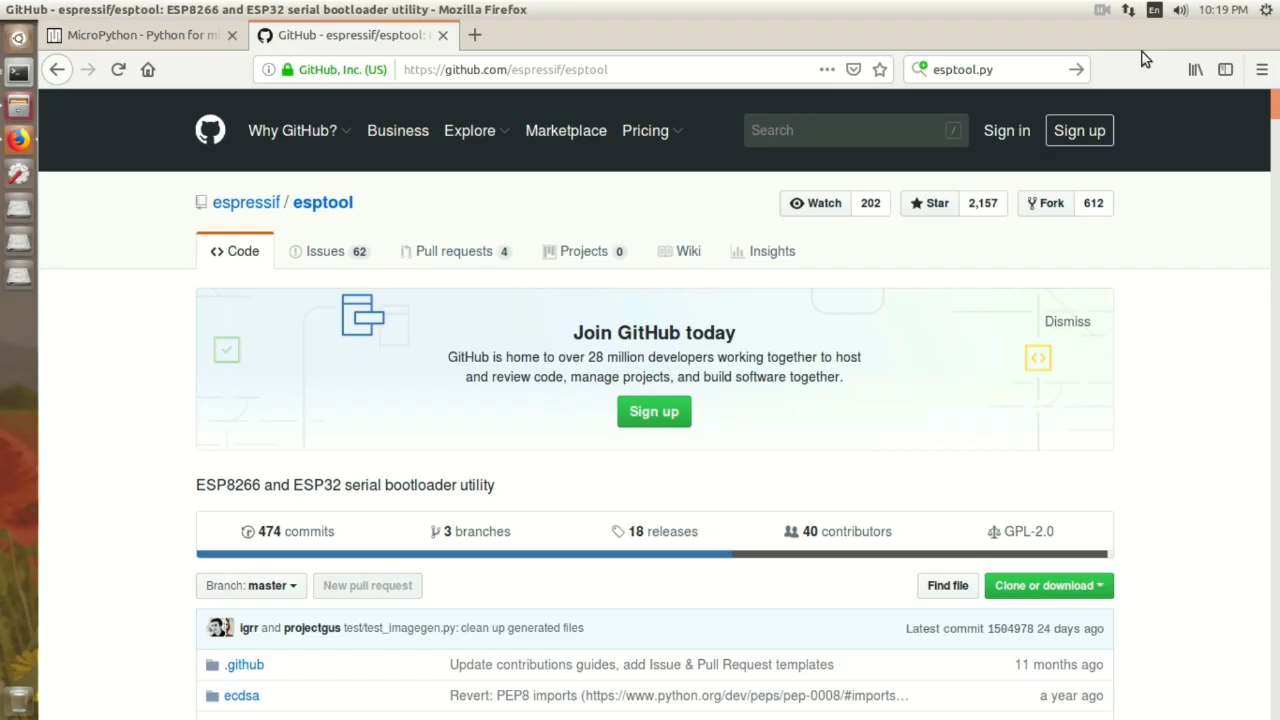 GitHub - espressif/esptool: ESP8266 and ESP32 serial bootloader utility - Mozilla Firefox
En 10:19 PM
MicroPython - Python for mi
GitHub - espressif/esptool:
GitHub, Inc. (US) https://github.com/espressif/esptool
esptool.py
Why GitHub? Business Explore Marketplace Pricing
Search / Sign in Sign up
espressif / esptool
Watch 202 Star 2,157 Fork 612
Code Issues 62 Pull requests 4 Projects 0 Wiki Insights
Dismiss
Join GitHub today
GitHub is home to over 28 million developers working together to host
and review code, manage projects, and build software together.
Sign up
ESP8266 and ESP32 serial bootloader utility
474 commits 3 branches 18 releases 40 contributors GPL-2.0
Branch: master New pull request Find file Clone or download
igrr and projectgus test/test_imagegen.py: clean up generated files Latest commit 1504978 24 days ago
.github Update contributions guides, add Issue & Pull Request templates 11 months ago
ecdsa Revert: PEP8 imports (https://www.python.org/dev/peps/pep-0008/#imports… a year ago